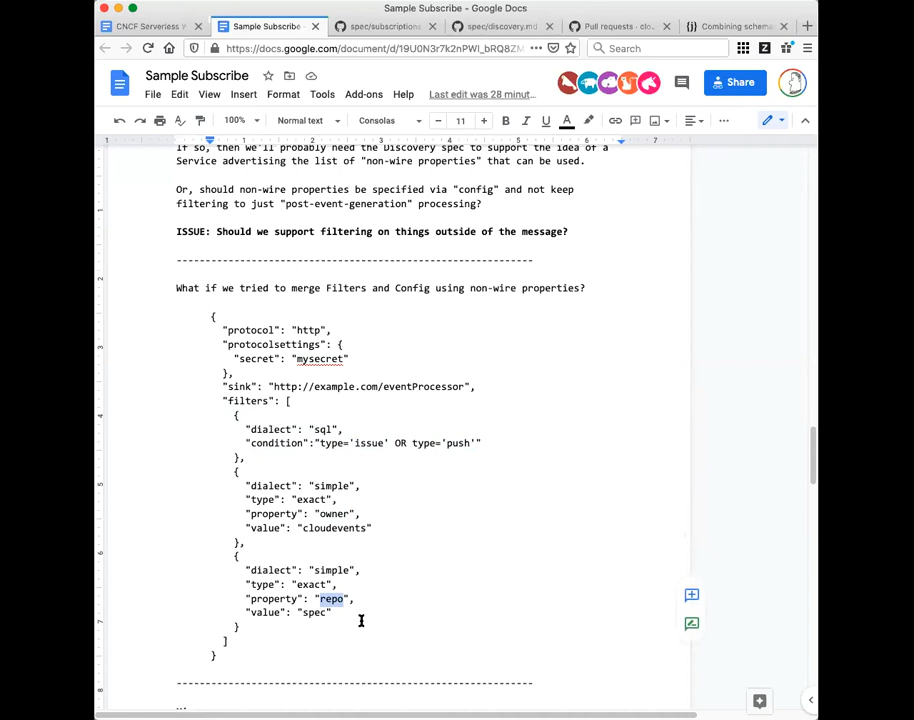 Sample Subscribe - Google Docs
CNCF Serverless W
Sample Subscribe -
spec/subscriptions
spec/discovery.md
Pull requests · clo
Combining schema
https://docs.google.com/document/d/19U0N3r7k2nPWl_bRQ8ZM
Search
Sample Subscribe
File Edit View Insert Format Tools Add-ons Help Last edit was 28 minut...
Share
100% Normal text Consolas 11 B I U A
1 1 2 3 4 5 6 7
If so, then we'll probably need the Discovery spec to support the idea of a
Service advertising the list of "non-wire properties" that can be used.
Or, should non-wire properties be specified via "config" and not keep
filtering to just "post-event-generation" processing?
ISSUE: Should we support filtering on things outside of the message?
---------------------------------------------------------
What if we tried to merge Filters and Config using non-wire properties?
{
"protocol": "http",
"protocolsettings": {
"secret": "mysecret"
},
"sink": "http://example.com/eventProcessor",
"filters": [
{
"dialect": "sql",
"condition":"type='issue' OR type='push'"
},
{
"dialect": "simple",
"type": "exact",
"property": "owner",
"value": "cloudevents"
},
{
"dialect": "simple",
"type": "exact",
"property": "repo",
"value": "spec"
}
]
}
---------------------------------------------------------